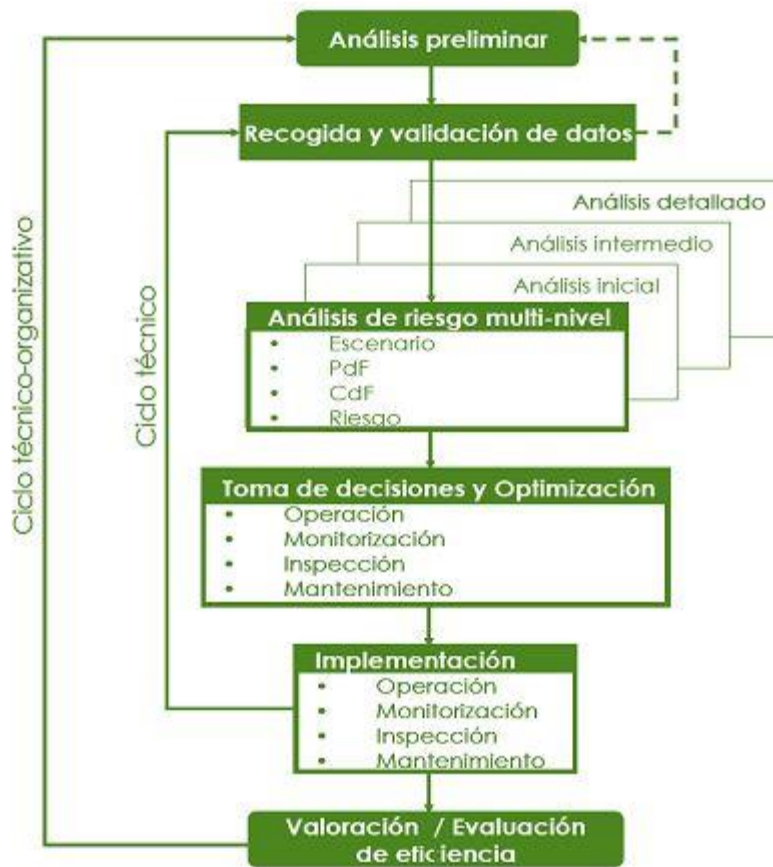 Análisis preliminar
Recogida y validación de datos
Análisis detallado
Análisis intermedio
Análisis inicial
Análisis de riesgo multi-nivel
• Escenario
• PdF
• CdF
• Riesgo
Toma de decisiones y Optimización
• Operación
• Monitorización
• Inspección
• Mantenimiento
Implementación
• Operación
• Monitorización
• Inspección
• Mantenimiento
Valoración / Evaluación
de eficiencia
Ciclo técnico
Ciclo técnico-organizativo